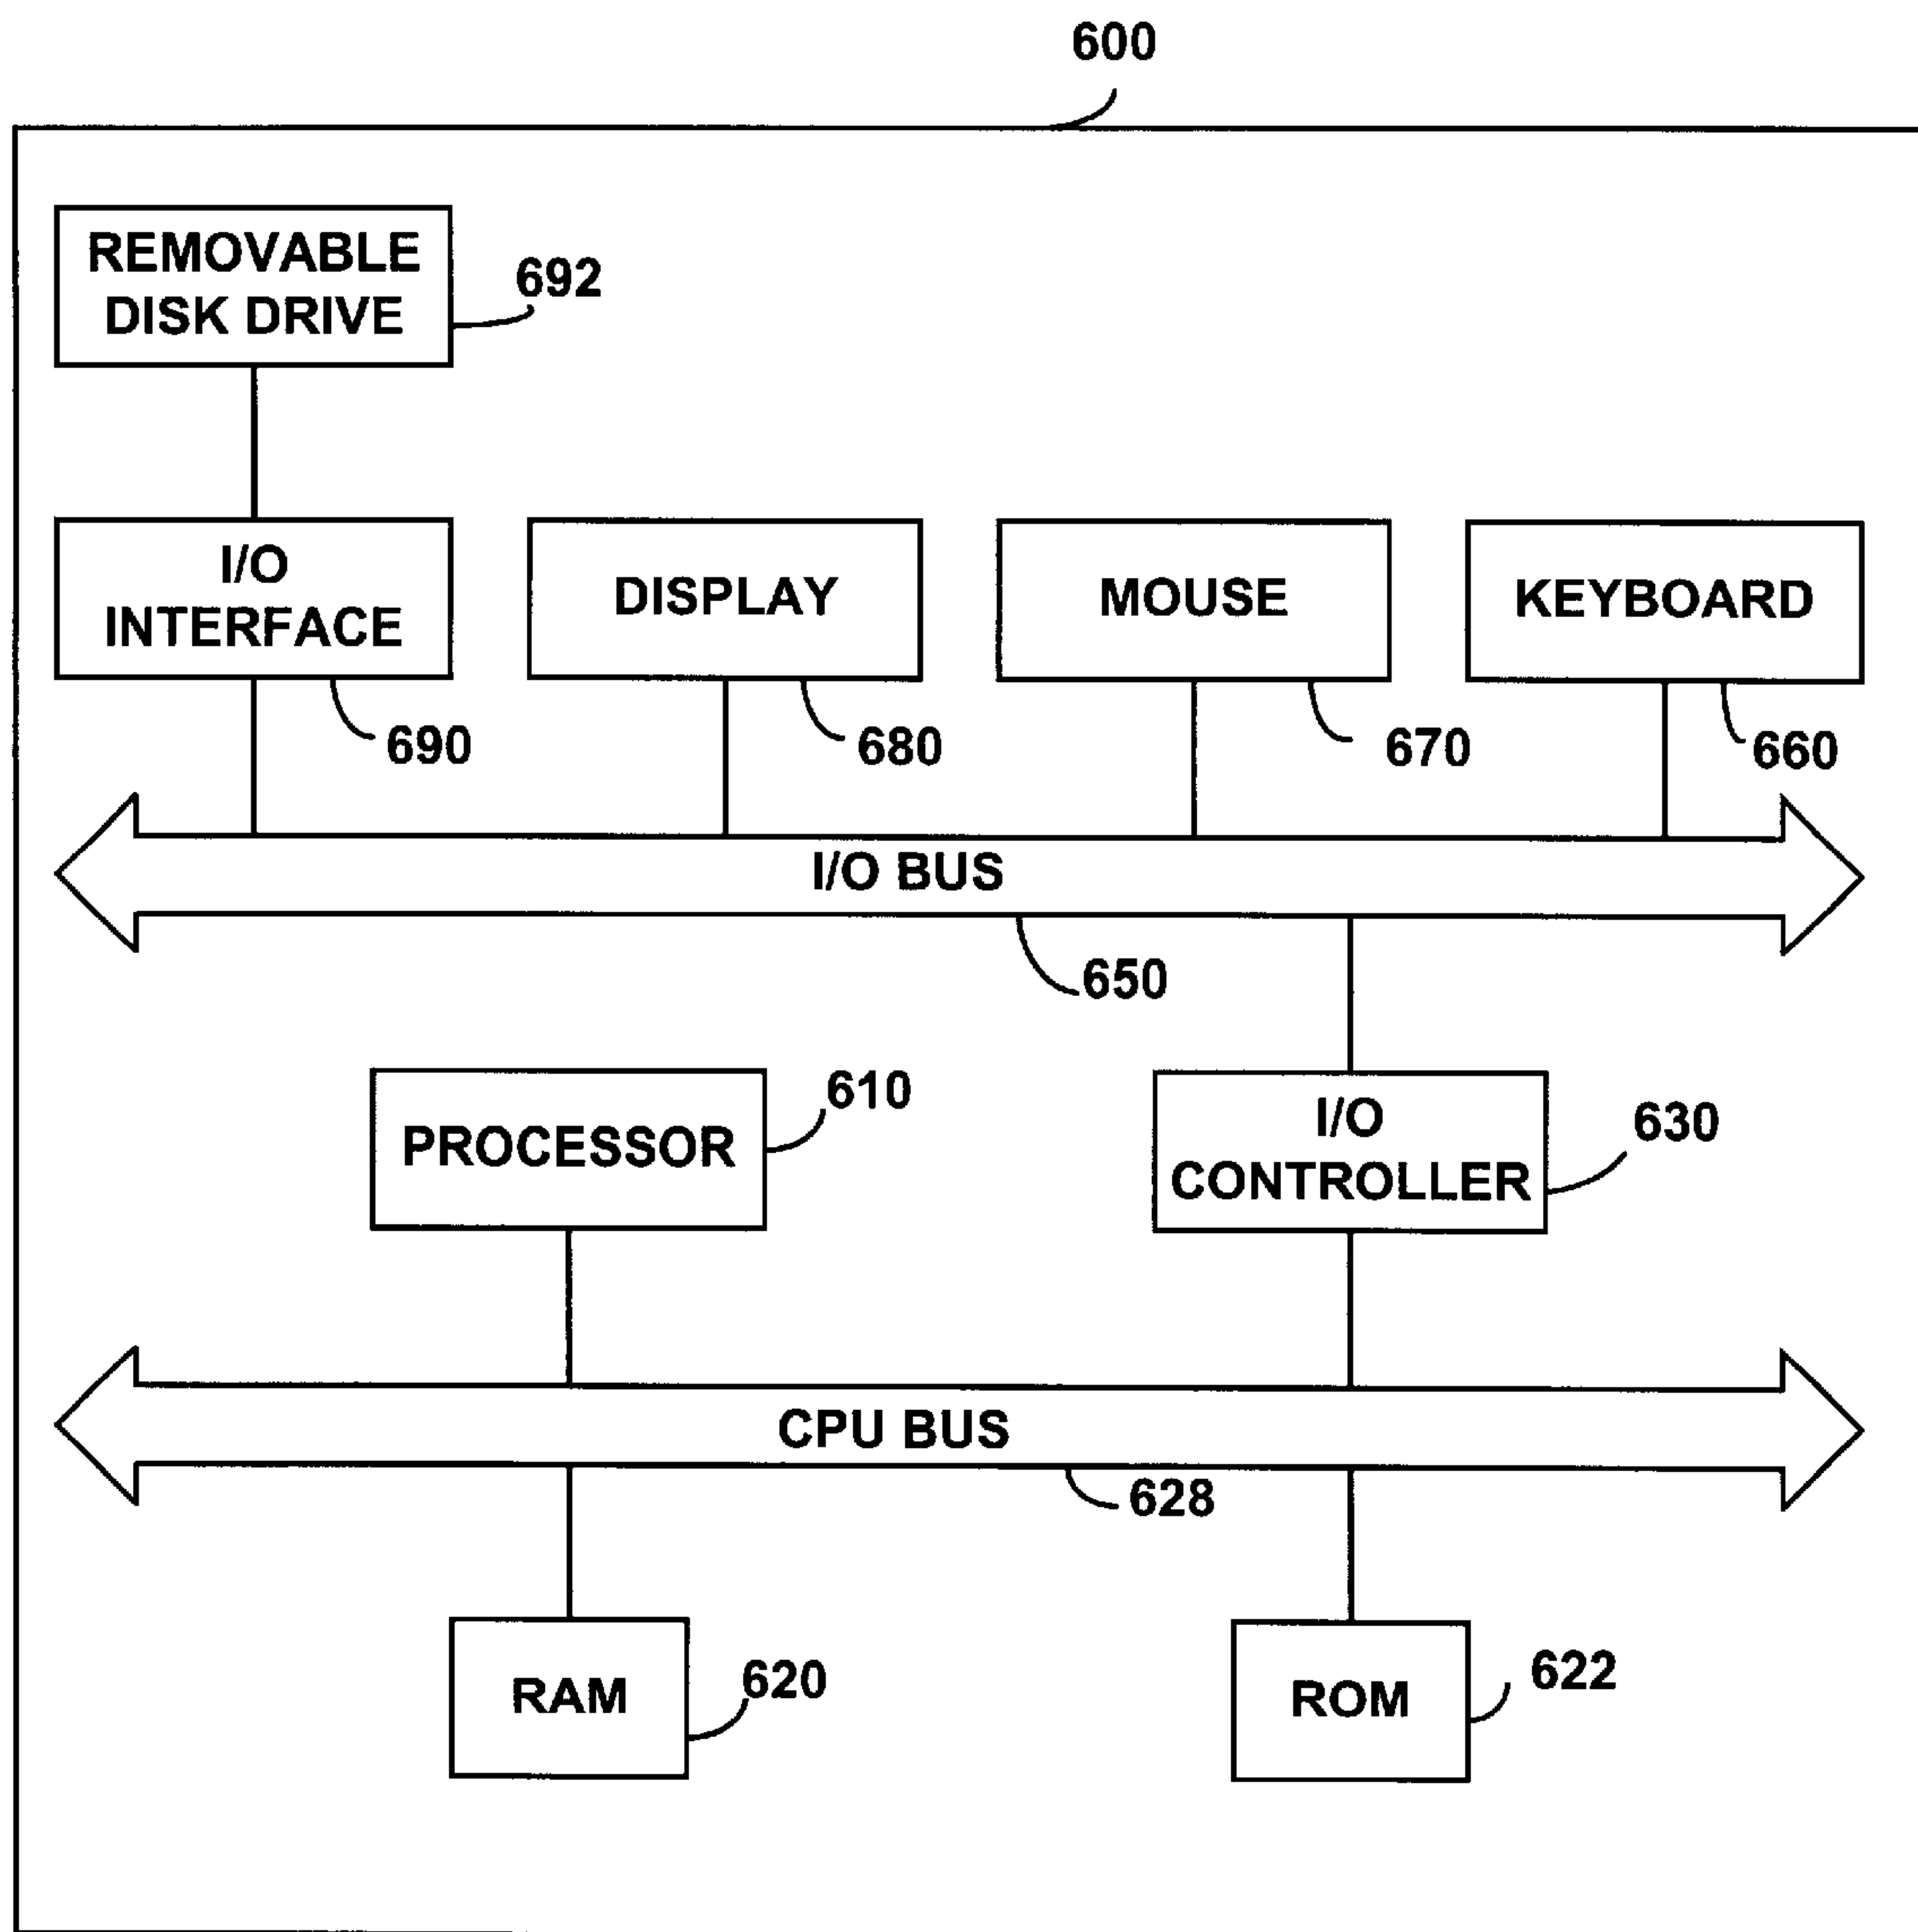 600
REMOVABLE
DISK DRIVE
692
I/O
INTERFACE
DISPLAY
MOUSE
KEYBOARD
690
680
670
660
I/O BUS
650
PROCESSOR
610
I/O
CONTROLLER
630
CPU BUS
628
RAM
620
ROM
622